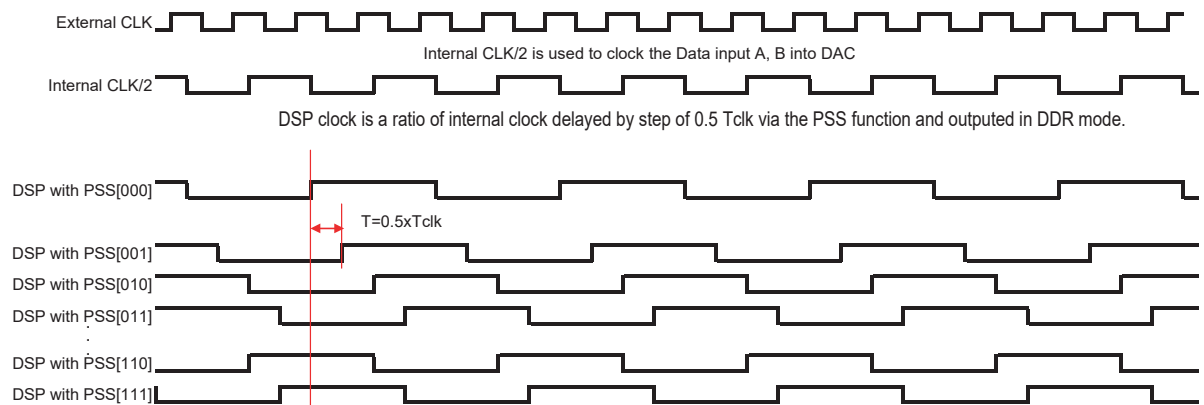 External CLK
Internal CLK/2 is used to clock the Data input A, B into DAC
Internal CLK/2
DSP clock is a ratio of internal clock delayed by step of 0.5 Tclk via the PSS function and outputed in DDR mode.
DSP with PSS[000]
T=0.5xTclk
DSP with PSS[001]
DSP with PSS[010]
DSP with PSS[011]
DSP with PSS[110]
DSP with PSS[111]